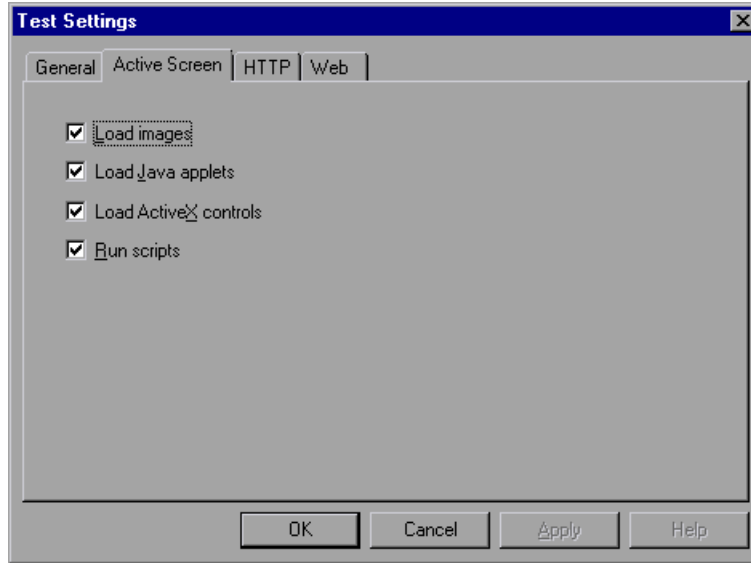 Test Settings
General Active Screen HTTP Web
Load images
Load Java applets
Load ActiveX controls
Run scripts
OK Cancel Apply Help